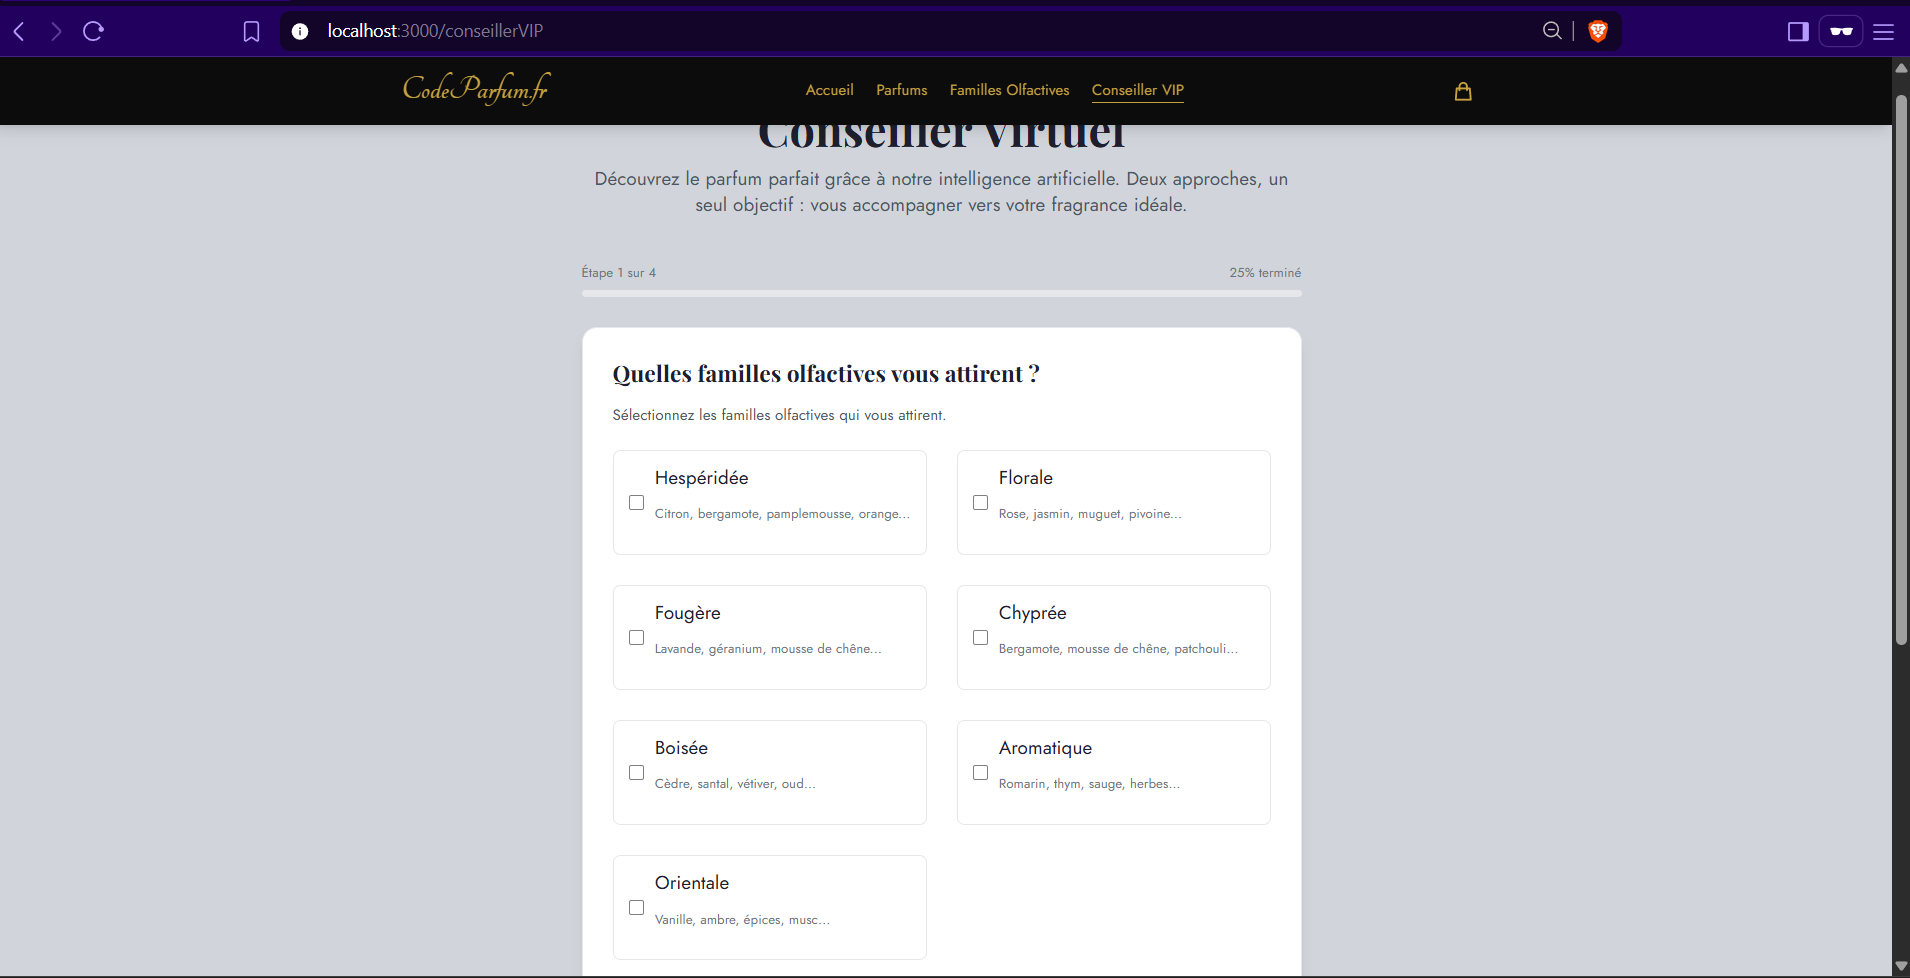 localhost:3000/conseillerVIP
CodeParfum.fr
Accueil Parfums Familles Olfactives Conseiller VIP
Conseiller Virtuel
Découvrez le parfum parfait grâce à notre intelligence artificielle. Deux approches, un
seul objectif : vous accompagner vers votre fragrance idéale.
Étape 1 sur 4
25% terminé
Quelles familles olfactives vous attirent ?
Sélectionnez les familles olfactives qui vous attirent.
Hespéridée
Citron, bergamote, pamplemousse, orange...
Florale
Rose, jasmin, muguet, pivoine...
Fougère
Lavande, géranium, mousse de chêne...
Chyprée
Bergamote, mousse de chêne, patchouli...
Boisée
Cèdre, santal, vétiver, oud...
Aromatique
Romarin, thym, sauge, herbes...
Orientale
Vanille, ambre, épices, musc...